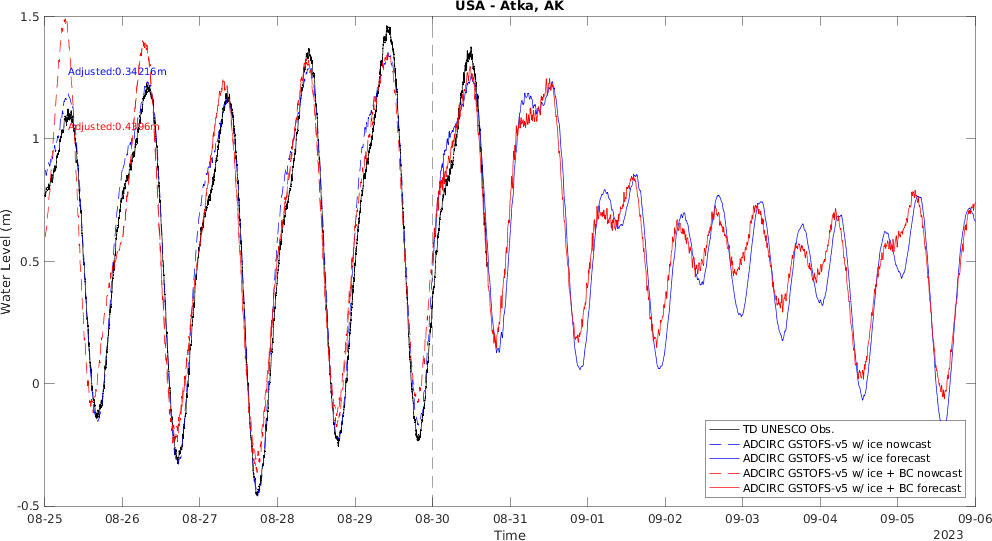 USA - Atka, AK
1.5
1
0.5
0
-0.5
Water Level (m)
Adjusted:0.34216m
Adjusted:0.4396m
TD UNESCO Obs.
ADCIRC GSTOFS-v5 w/ ice nowcast
ADCIRC GSTOFS-v5 w/ ice forecast
ADCIRC GSTOFS-v5 w/ ice + BC nowcast
ADCIRC GSTOFS-v5 w/ ice + BC forecast
08-25 08-26 08-27 08-28 08-29 08-30 08-31 09-01 09-02 09-03 09-04 09-05 09-06
Time
2023